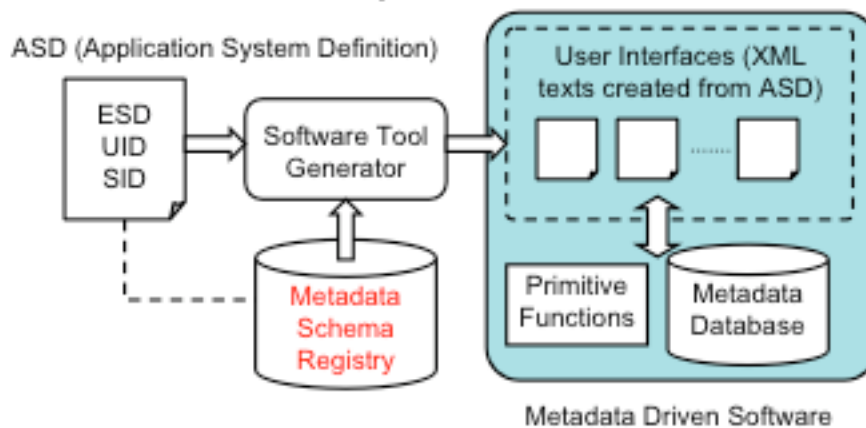 ASD (Application System Definition)
ESD
UID
SID
Software Tool
Generator
Metadata
Schema
Registry
User Interfaces (XML
texts created from ASD)
Primitive
Functions
Metadata
Database
Metadata Driven Software